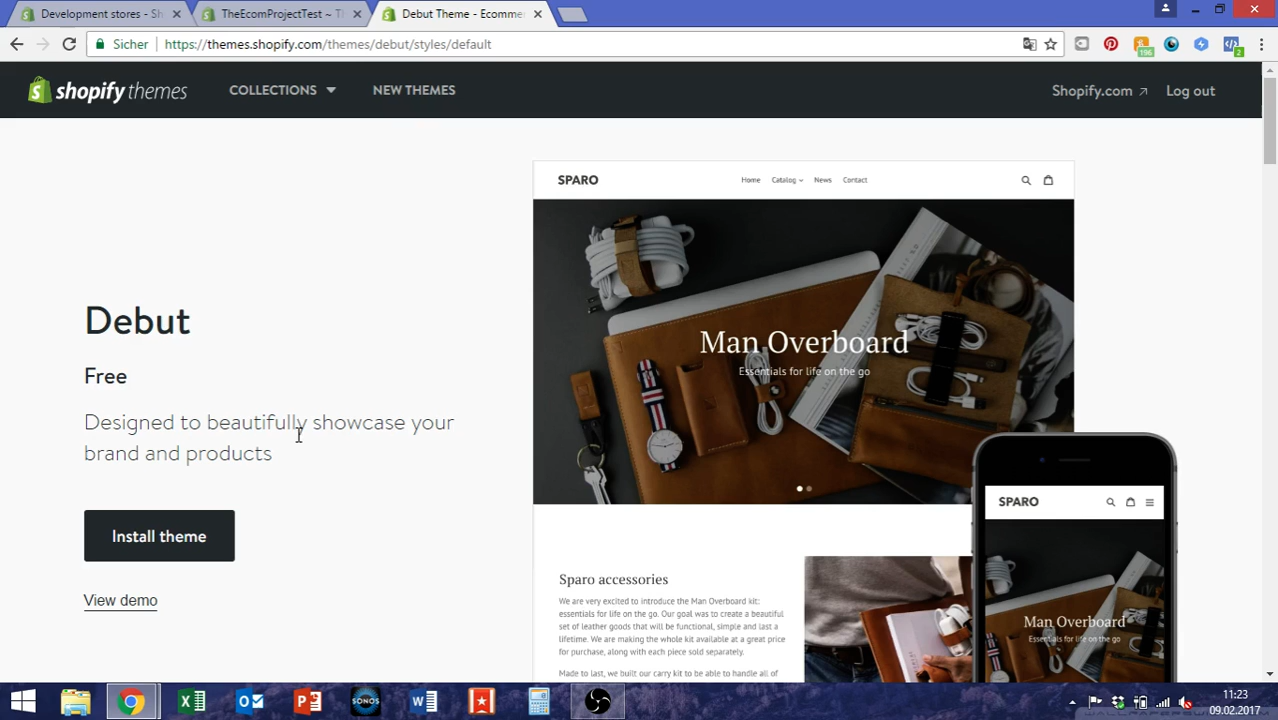 Development stores - Sh
TheEcomProjectTest ~ Th
Debut Theme - Ecommer
Sicher
https://themes.shopify.com/themes/debut/styles/default
196
2
shopify themes
COLLECTIONS
NEW THEMES
Shopify.com
Log out
SPARO
Home
Catalog
News
Contact
Man Overboard
Essentials for life on the go
Debut
Free
Designed to beautifully showcase your
brand and products
Install theme
View demo
Sparo accessories
We are very excited to introduce the Man Overboard kit:
essentials for life on the go. Our goal was to create a beautiful
set of leather goods that will be functional, simple and last a
lifetime. We are making the whole kit available at a great price
for purchase, along with each piece sold separately.
Made to last, we built our carry kit to be able to handle all of
SPARO
Man Overboard
Essentials for life on the go
SONOS
11:23
09.02.2017